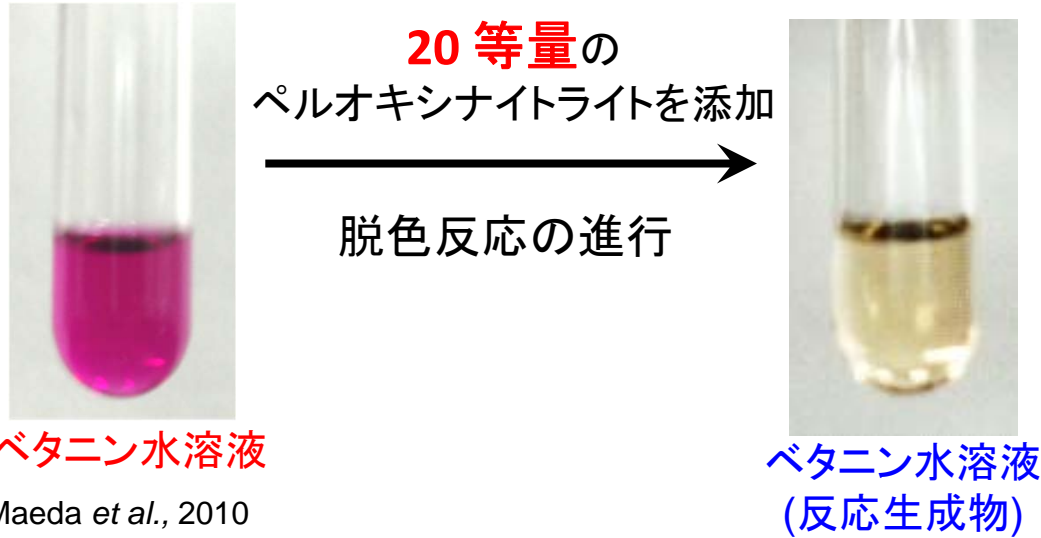 20 等量の
ペルオキシナイトライトを添加
脱色反応の進行
ベタニン水溶液
Maeda et al., 2010
ベタニン水溶液
(反応生成物)